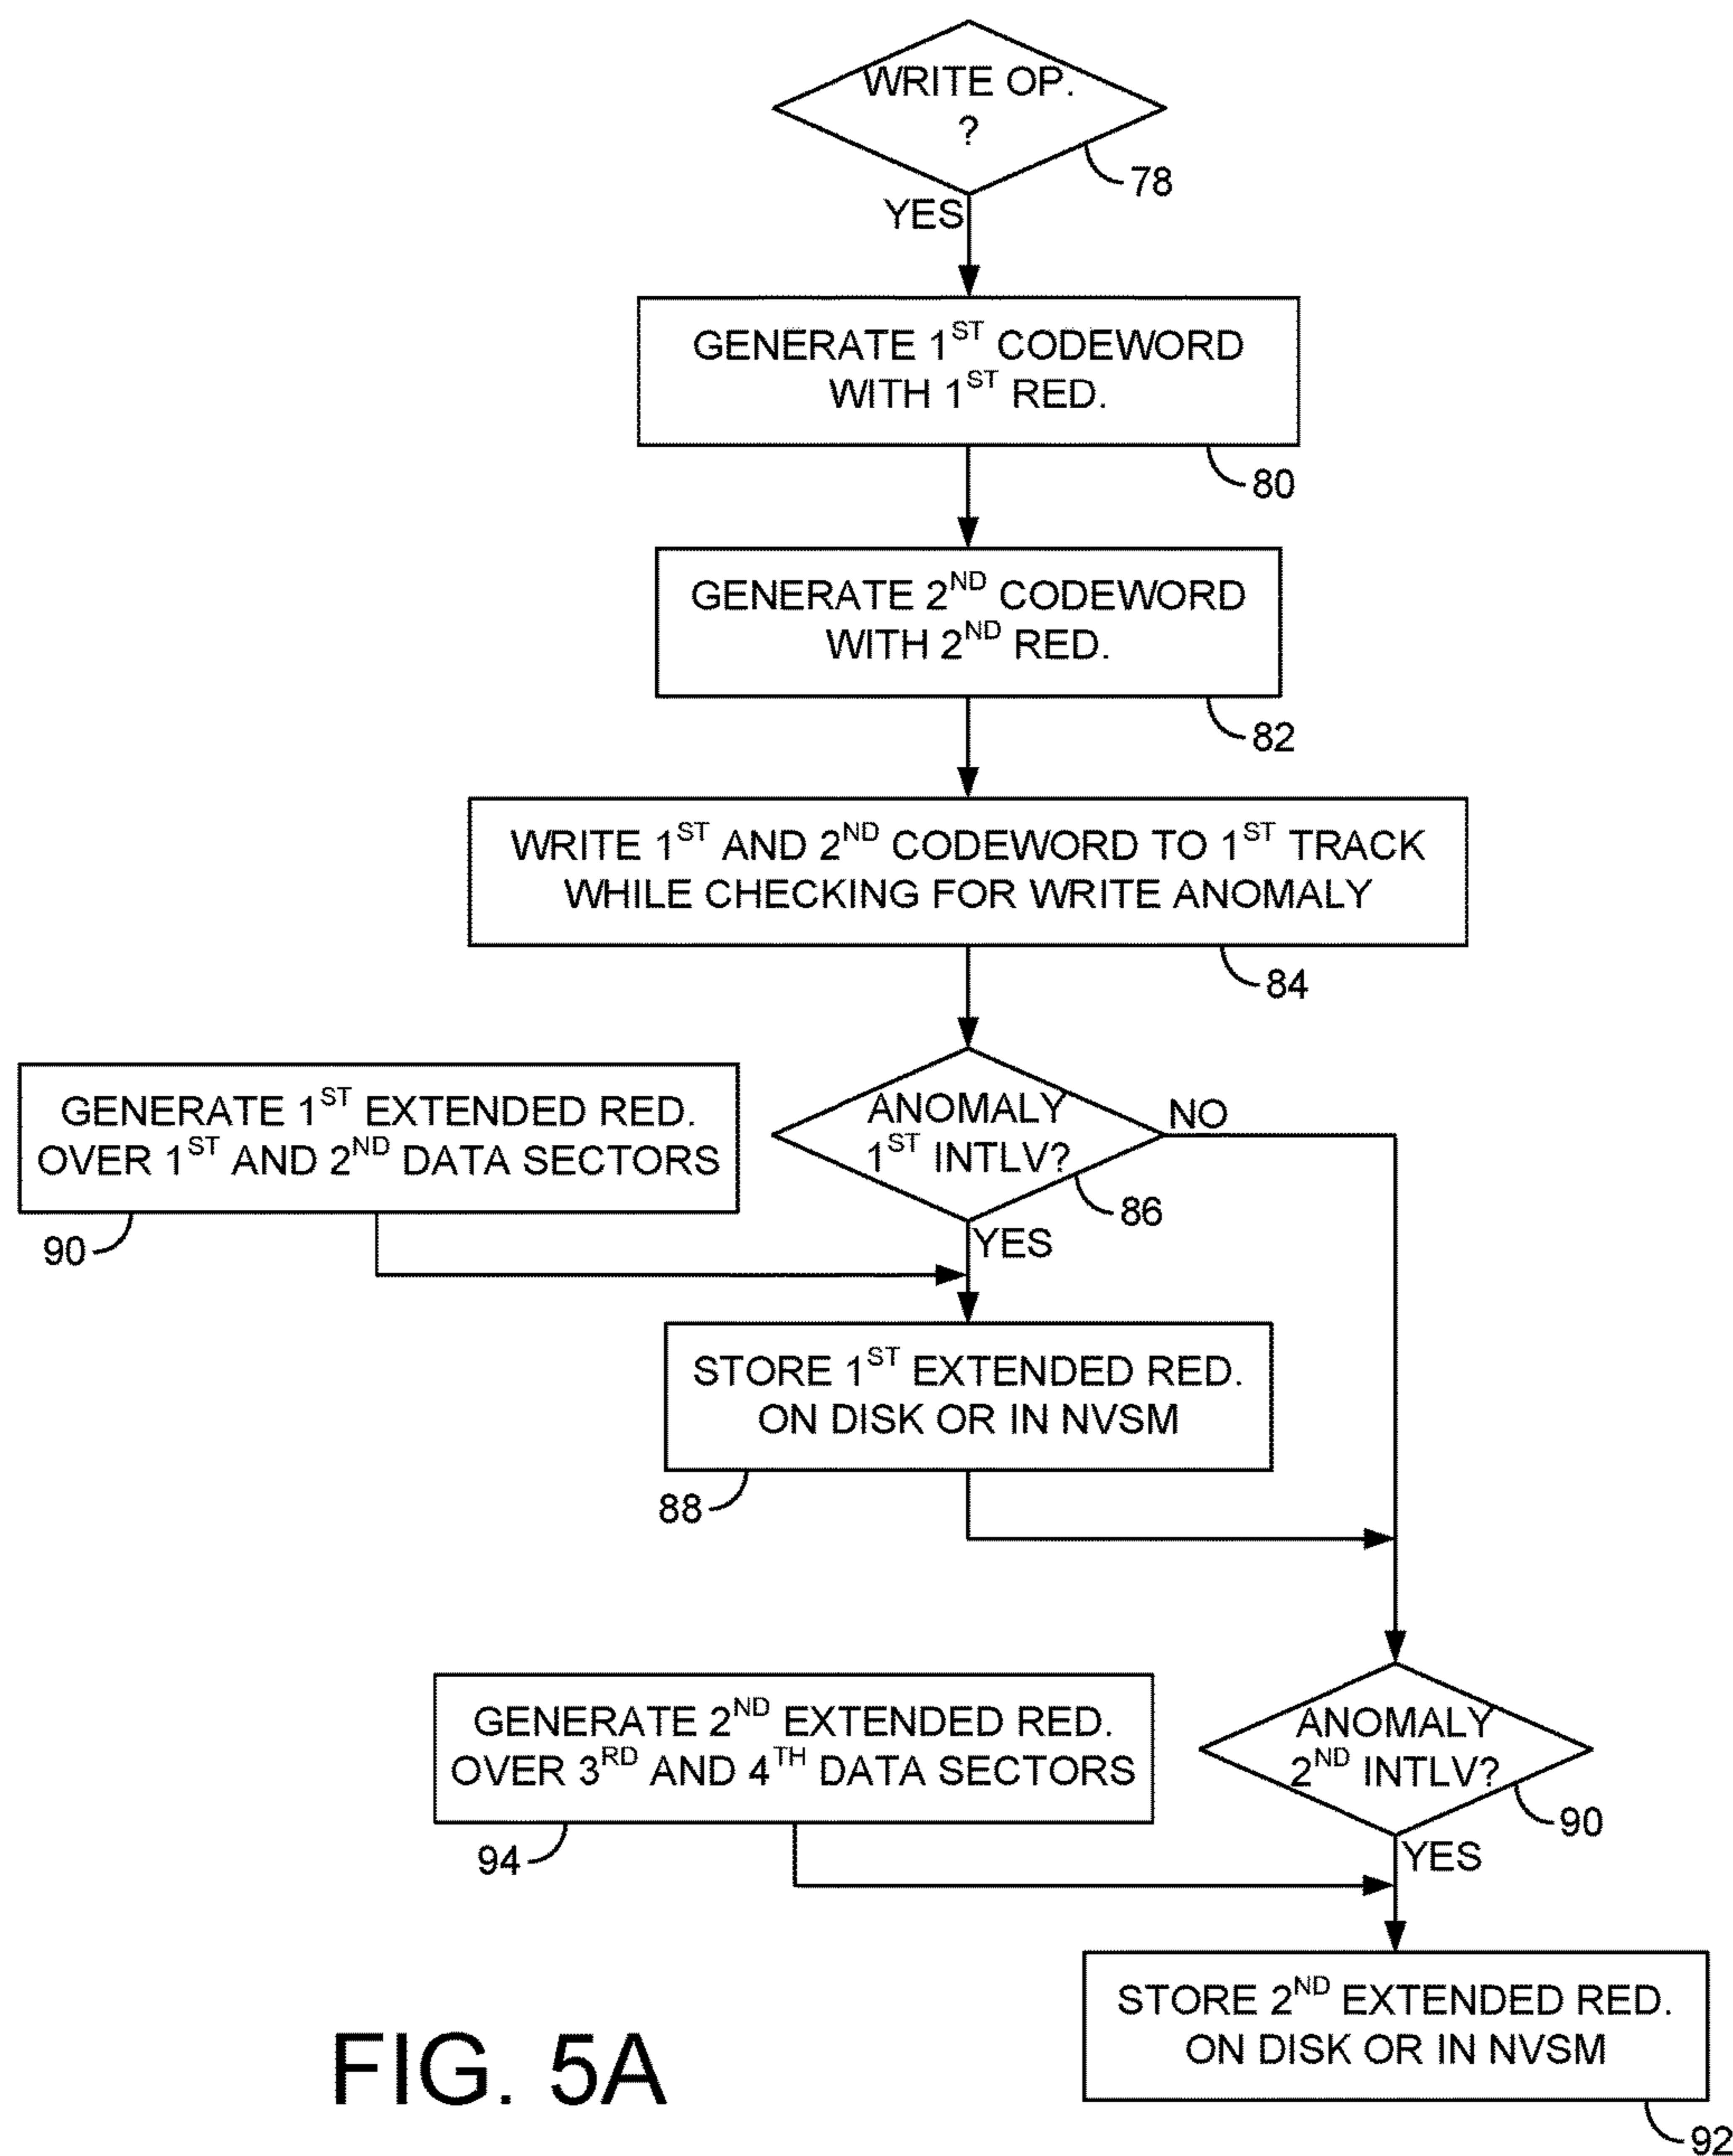 WRITE OP.
?
78
YES
GENERATE 1ST CODEWORD
WITH 1ST RED.
80
GENERATE 2ND CODEWORD
WITH 2ND RED.
82
WRITE 1ST AND 2ND CODEWORD TO 1ST TRACK
WHILE CHECKING FOR WRITE ANOMALY
84
GENERATE 1ST EXTENDED RED.
OVER 1ST AND 2ND DATA SECTORS
90
ANOMALY
1ST INTLV?
NO
86
YES
STORE 1ST EXTENDED RED.
ON DISK OR IN NVSM
88
GENERATE 2ND EXTENDED RED.
OVER 3RD AND 4TH DATA SECTORS
94
ANOMALY
2ND INTLV?
90
YES
STORE 2ND EXTENDED RED.
ON DISK OR IN NVSM
92
FIG. 5A